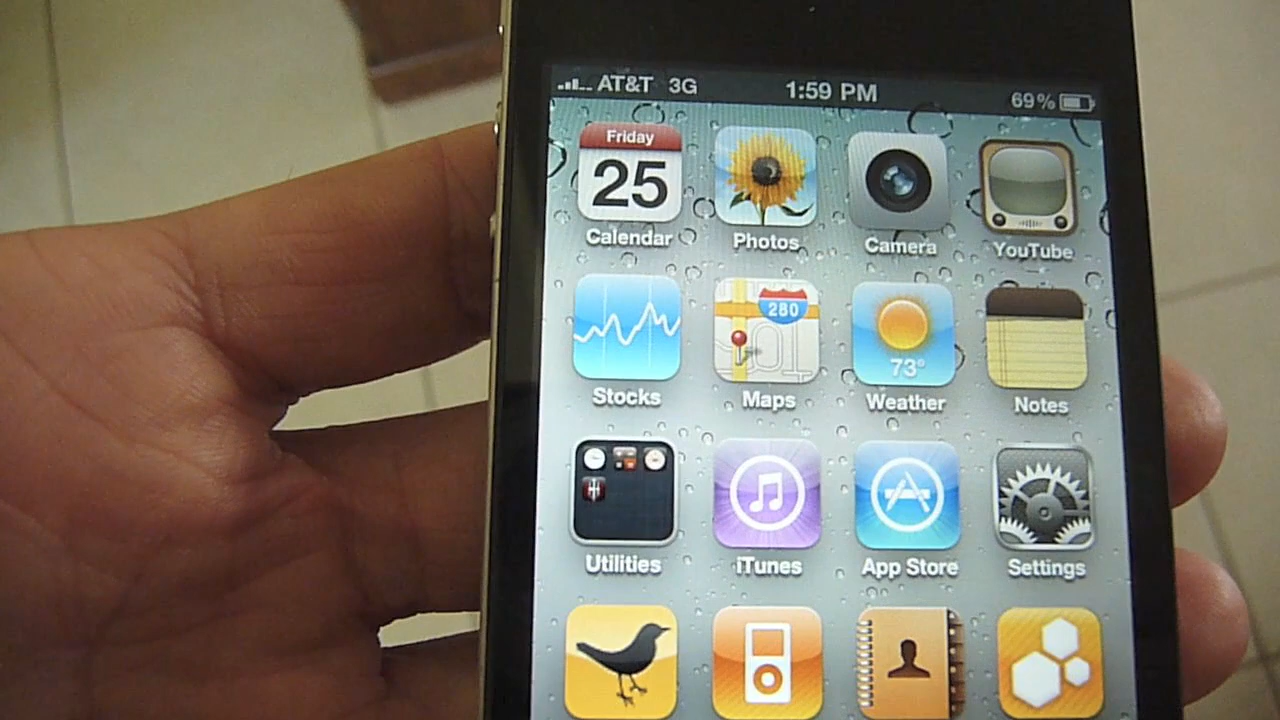 AT&T 3G 1:59 PM 69%
Friday
25
Calendar Photos Camera YouTube
280
73°
Stocks Maps Weather Notes
Utilities iTunes App Store Settings